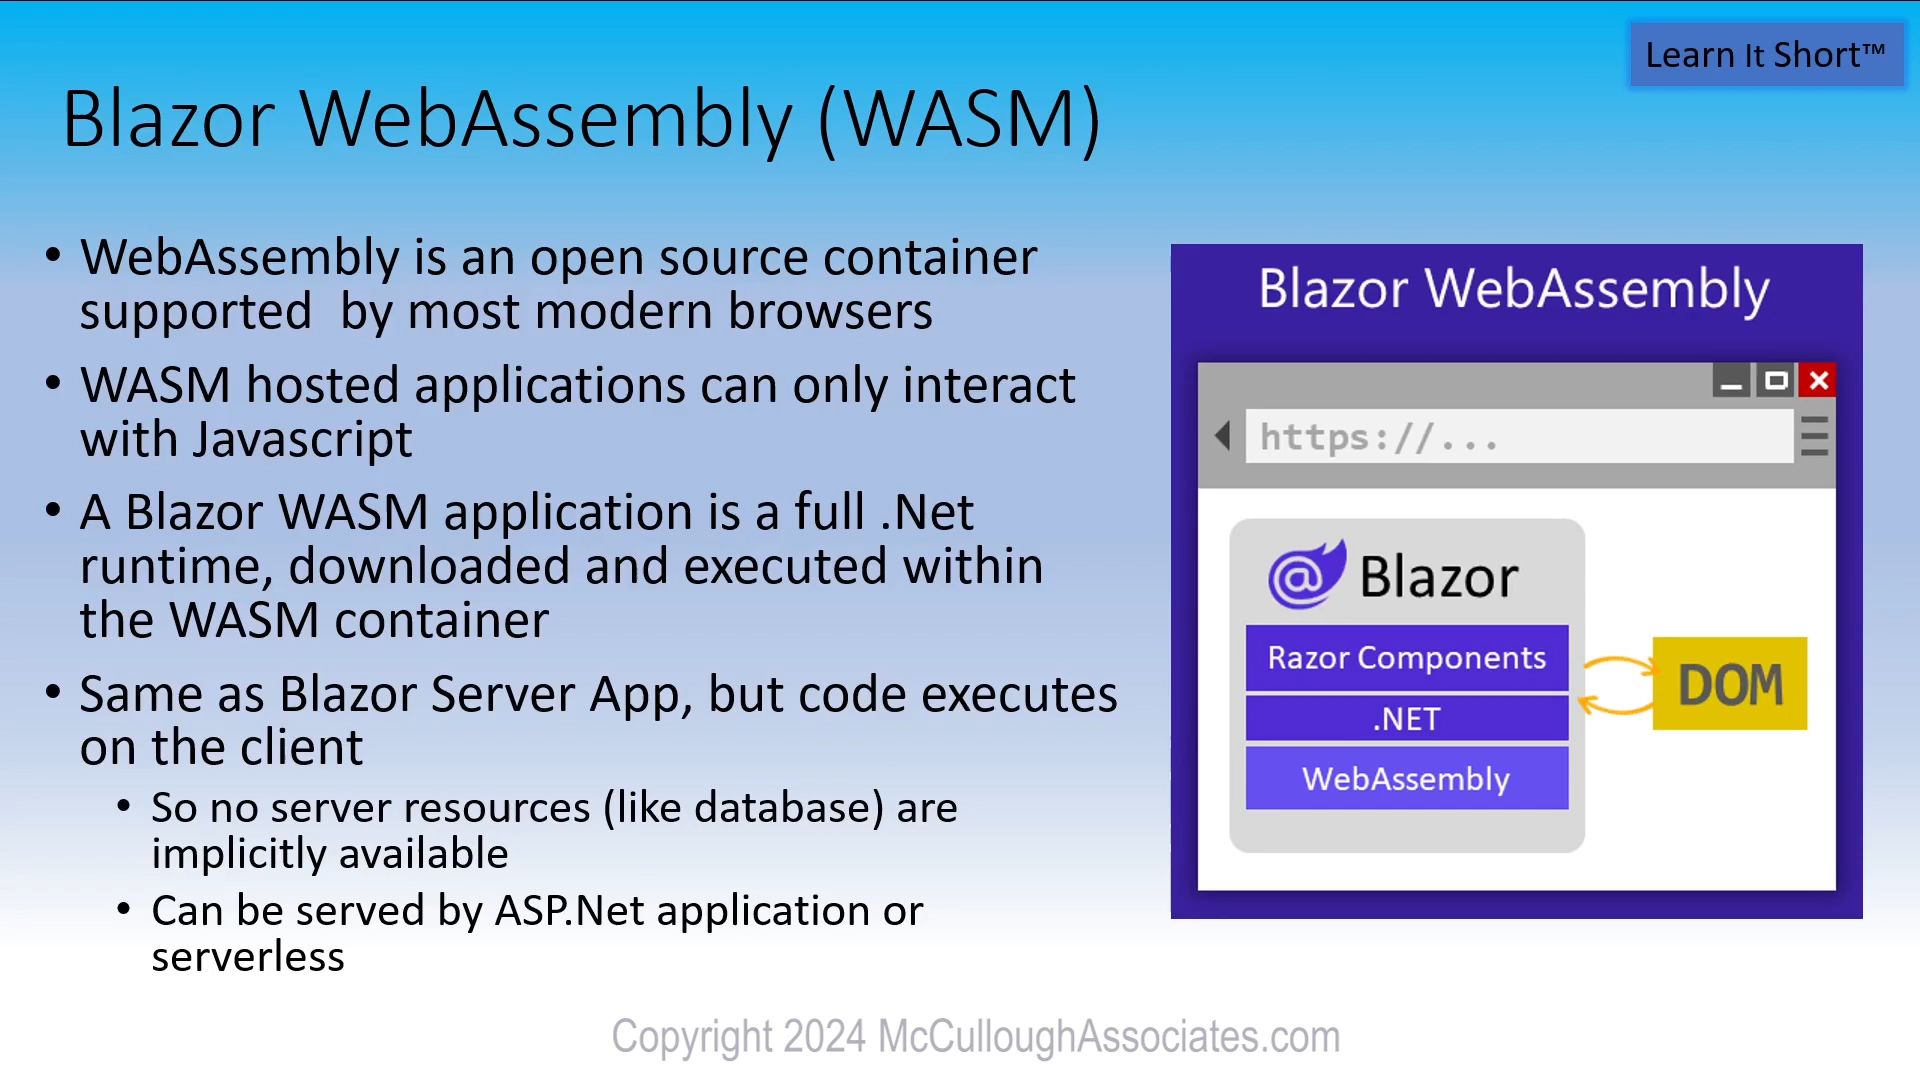 Learn It Short™
Blazor WebAssembly (WASM)
• WebAssembly is an open source container
supported  by most modern browsers
• WASM hosted applications can only interact
with Javascript
• A Blazor WASM application is a full .Net
runtime, downloaded and executed within
the WASM container
• Same as Blazor Server App, but code executes
on the client
• So no server resources (like database) are
implicitly available
• Can be served by ASP.Net application or
serverless
Blazor WebAssembly
https://...
@ Blazor
Razor Components
.NET
WebAssembly
DOM
Copyright 2024 McCulloughAssociates.com